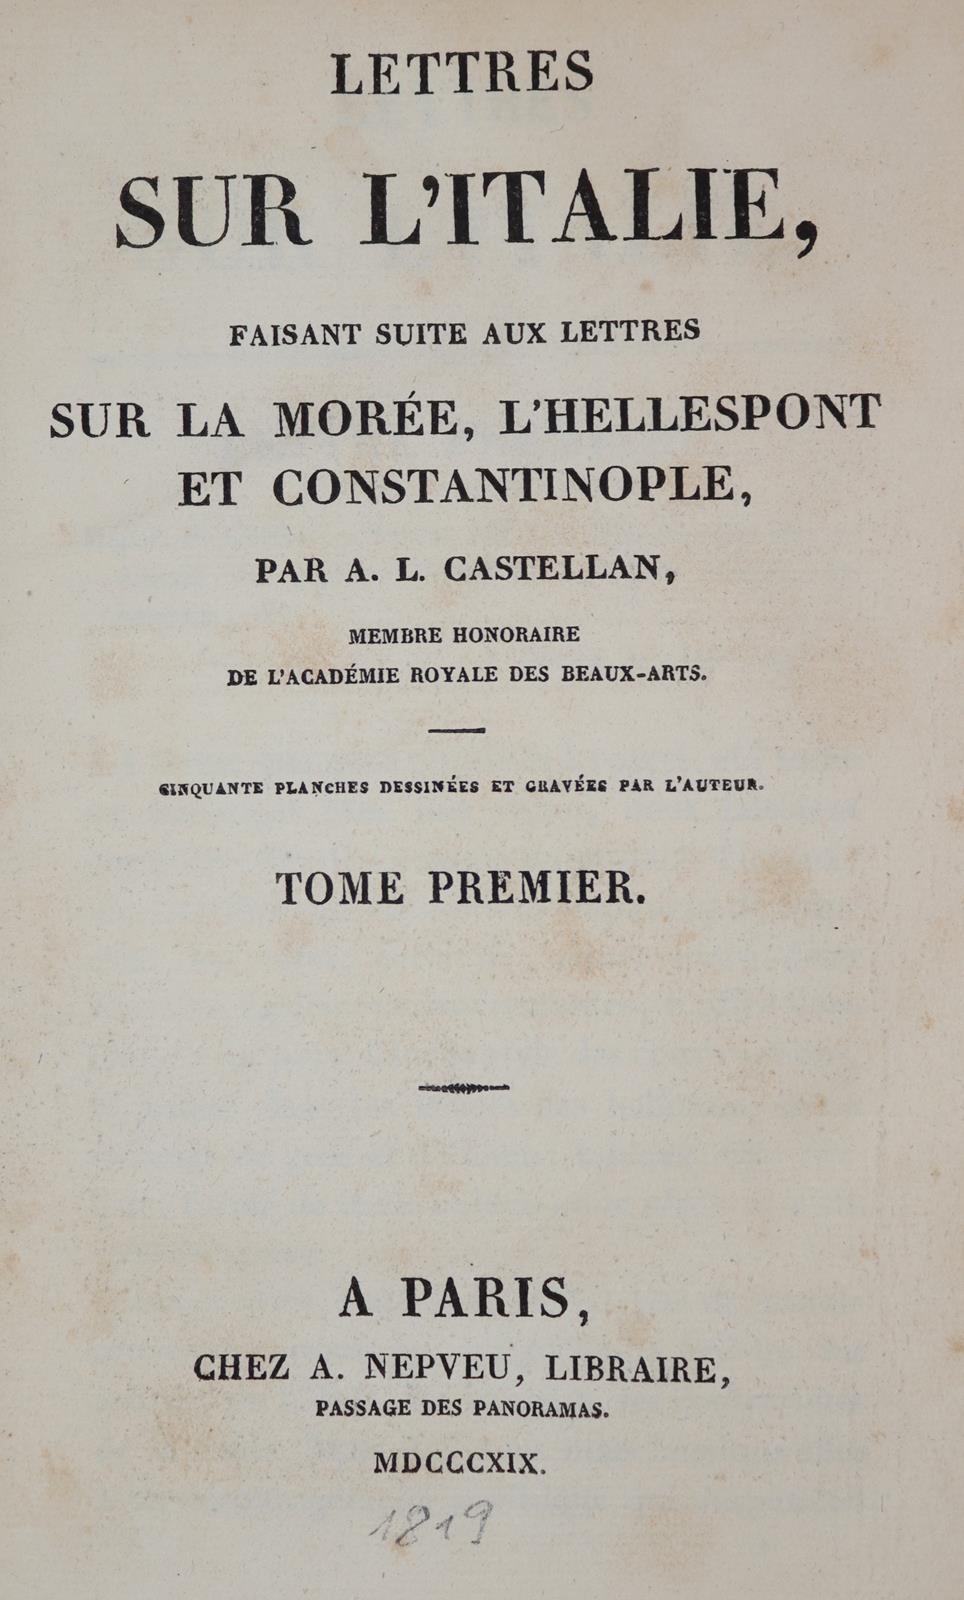 LETTRES
SUR L'ITALIE,
FAISANT SUITE AUX LETTRES
SUR LA MORÉE, L'HELLESPONT
ET CONSTANTINOPLE,
PAR A. L. CASTELLAN,
MEMBRE HONORAIRE
DE L'ACADÉMIE ROYALE DES BEAUX-ARTS.
CINQUANTE PLANCHES DESSINÉES ET GRAVÉES PAR L'AUTEUR.
TOME PREMIER.
A PARIS,
CHEZ A. NEPVEU, LIBRAIRE,
PASSAGE DES PANORAMAS.
MDCCCXIX.
1819